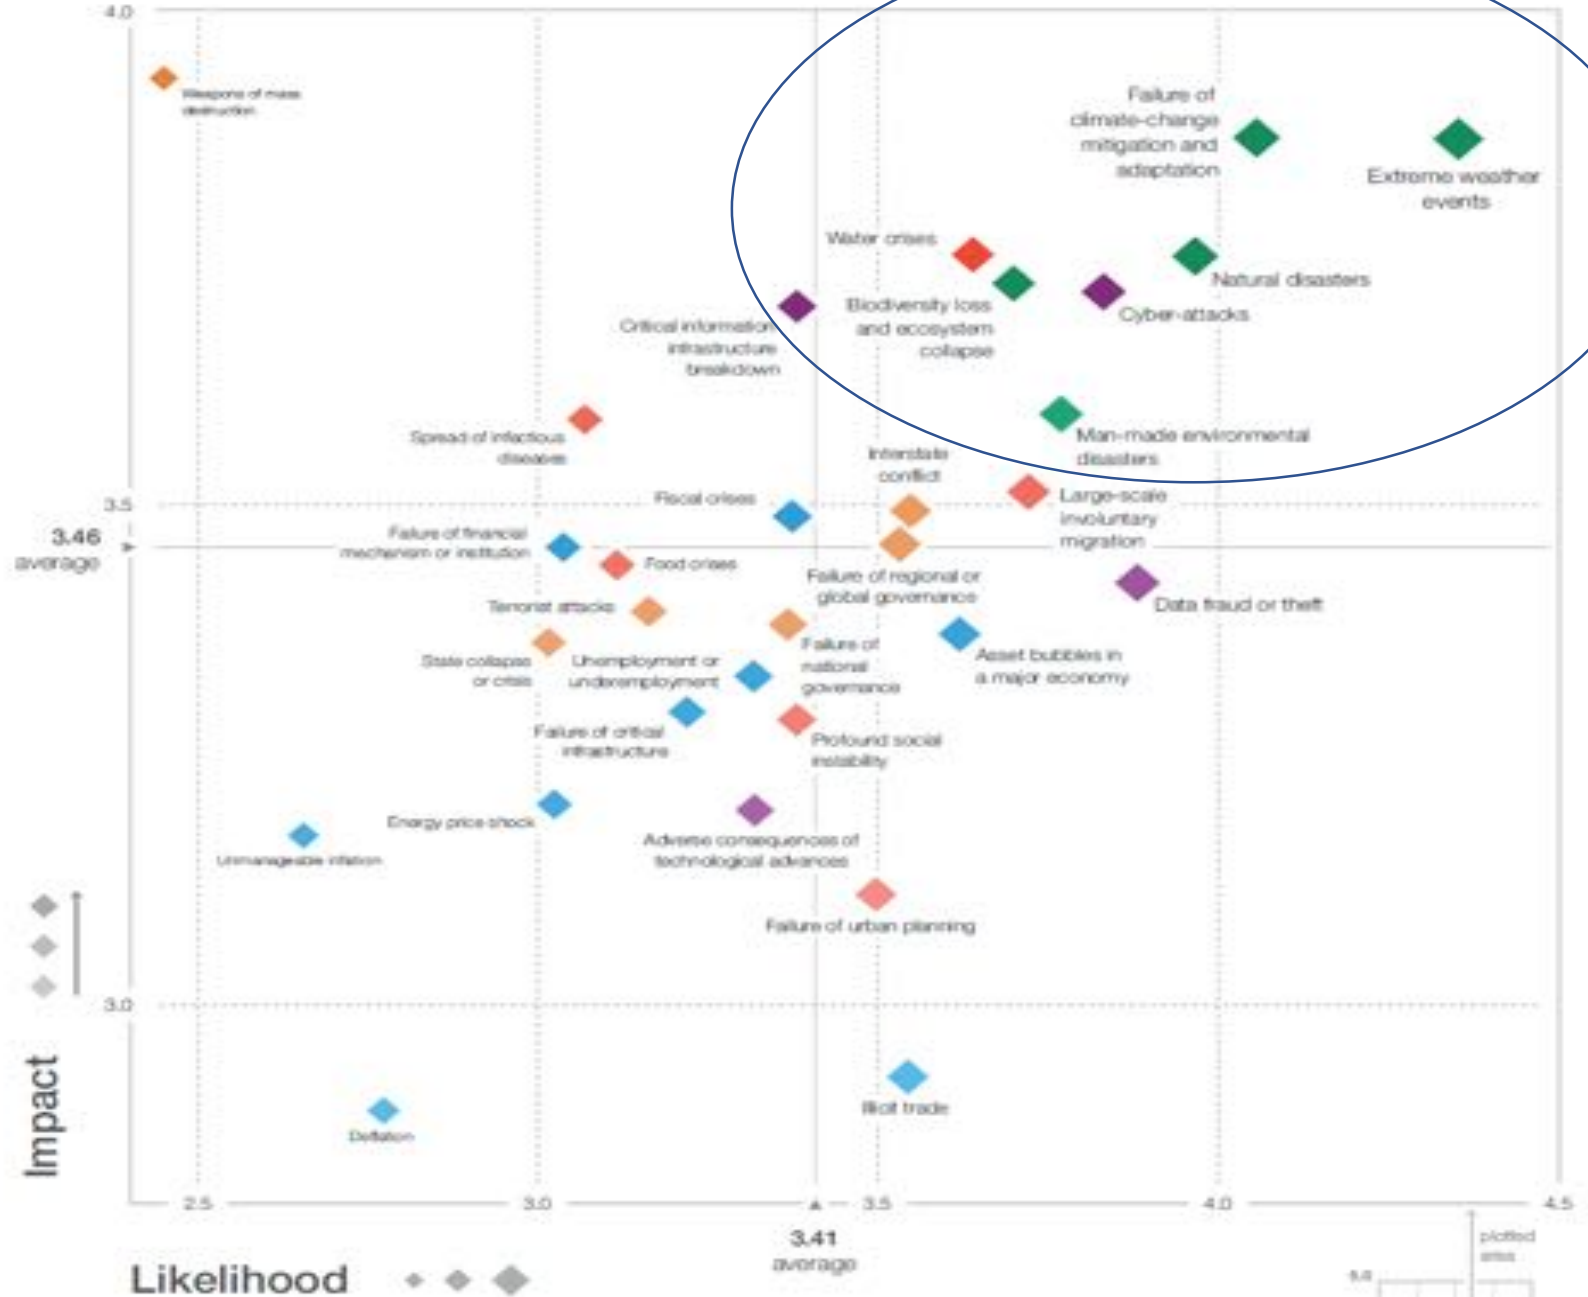 4.0
Weapons of mass
destruction
Failure of
climate-change
mitigation and
adaptation
Extreme weather
events
Water crises
Natural disasters
Biodiversity loss
and ecosystem
collapse
Cyber-attacks
Critical information
infrastructure
breakdown
Spread of infectious
diseases
Man-made environmental
disasters
Interstate
conflict
Large-scale
involuntary
migration
Fiscal crises
3.5
3.46
average
Failure of financial
mechanism or institution
Food crises
Failure of regional or
global governance
Data fraud or theft
Terrorist attacks
State collapse
or crisis
Unemployment or
underemployment
Failure of
national
governance
Asset bubbles in
a major economy
Failure of critical
infrastructure
Profound social
instability
Energy price shock
Adverse consequences of
technological advances
Unmanageable inflation
Failure of urban planning
3.0
Impact
Illicit trade
Deflation
2.5
3.0
3.5
4.0
4.5
3.41
average
plotted
area
Likelihood
5.0